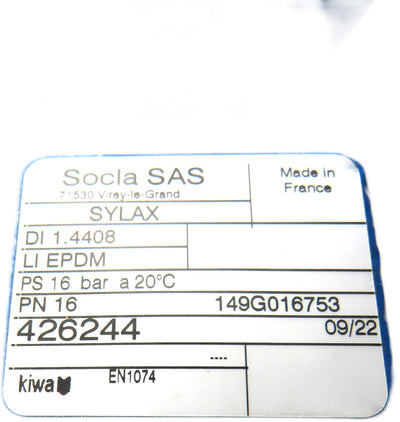 Socla SAS
71530 Virey-le-Grand
Made in
France
SYLAX
DI 1.4408
LI EPDM
PS 16 bar a 20°C
PN 16 149G016753
426244 09/22
----
kiwa EN1074